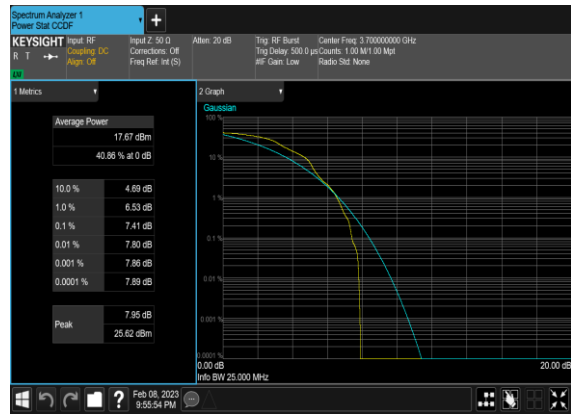 Spectrum Analyzer 1
Power Stat CCDF
KEYSIGHT
R T
Input: RF
Coupling: DC
Align: Off
Input Z: 50 Ω
Corrections: Off
Freq Ref: Int (S)
Atten: 20 dB
Trig: RF Burst
Trig Delay: 500.0 µs
#IF Gain: Low
Center Freq: 3.700000000 GHz
Counts: 1.00 M/1.00 Mpt
Radio Std: None
1 Metrics
Average Power
17.67 dBm
40.86 % at 0 dB
10.0 % 4.69 dB
1.0 % 6.53 dB
0.1 % 7.41 dB
0.01 % 7.80 dB
0.001 % 7.86 dB
0.0001 % 7.89 dB
Peak
7.95 dB
25.62 dBm
2 Graph
Gaussian
100 %
10 %
1 %
0.1 %
0.01 %
0.001 %
0.0001 %
0.00 dB
20.00 dB
Info BW 25.000 MHz
?
Feb 08, 2023
9:55:54 PM